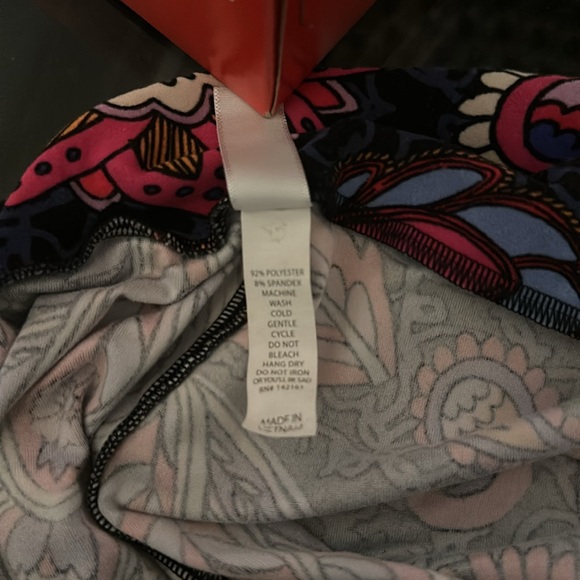 92% POLYESTER
8% SPANDEX
MACHINE
WASH
COLD
GENTLE
CYCLE
DO NOT
BLEACH
HANG DRY
DO NOT IRON
OR YOU'LL BE SAD
RN# 142161
MADE IN
VIETNAM